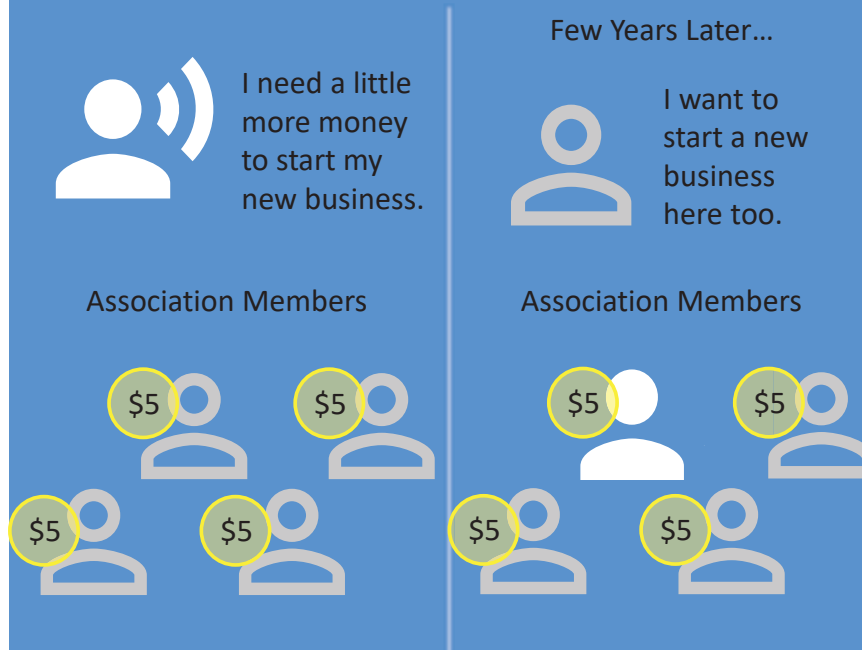 I need a little
more money
to start my
new business.
Association Members
$5
$5
$5
$5
Few Years Later...
I want to
start a new
business
here too.
Association Members
$5
$5
$5
$5